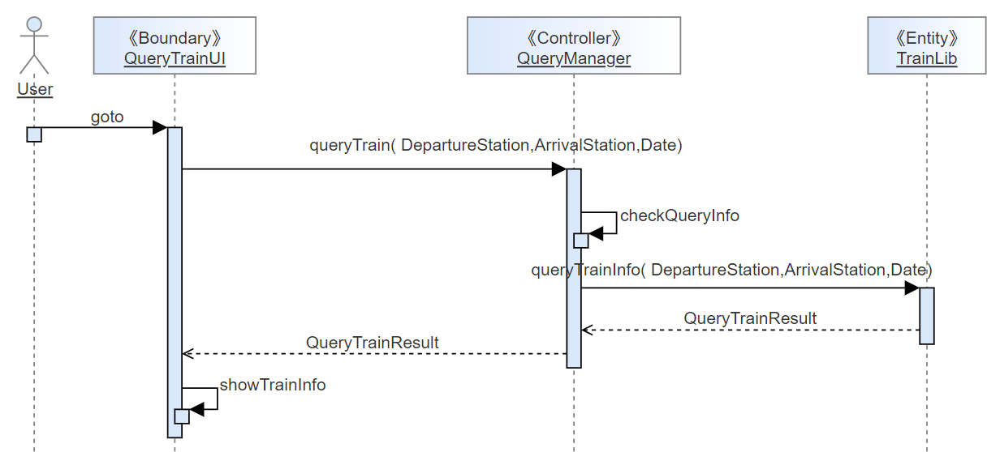 《Boundary》
QueryTrainUI
《Controller》
QueryManager
《Entity》
TrainLib
User
goto
queryTrain( DepartureStation,ArrivalStation,Date)
checkQueryInfo
queryTrainInfo( DepartureStation,ArrivalStation,Date)
QueryTrainResult
QueryTrainResult
showTrainInfo